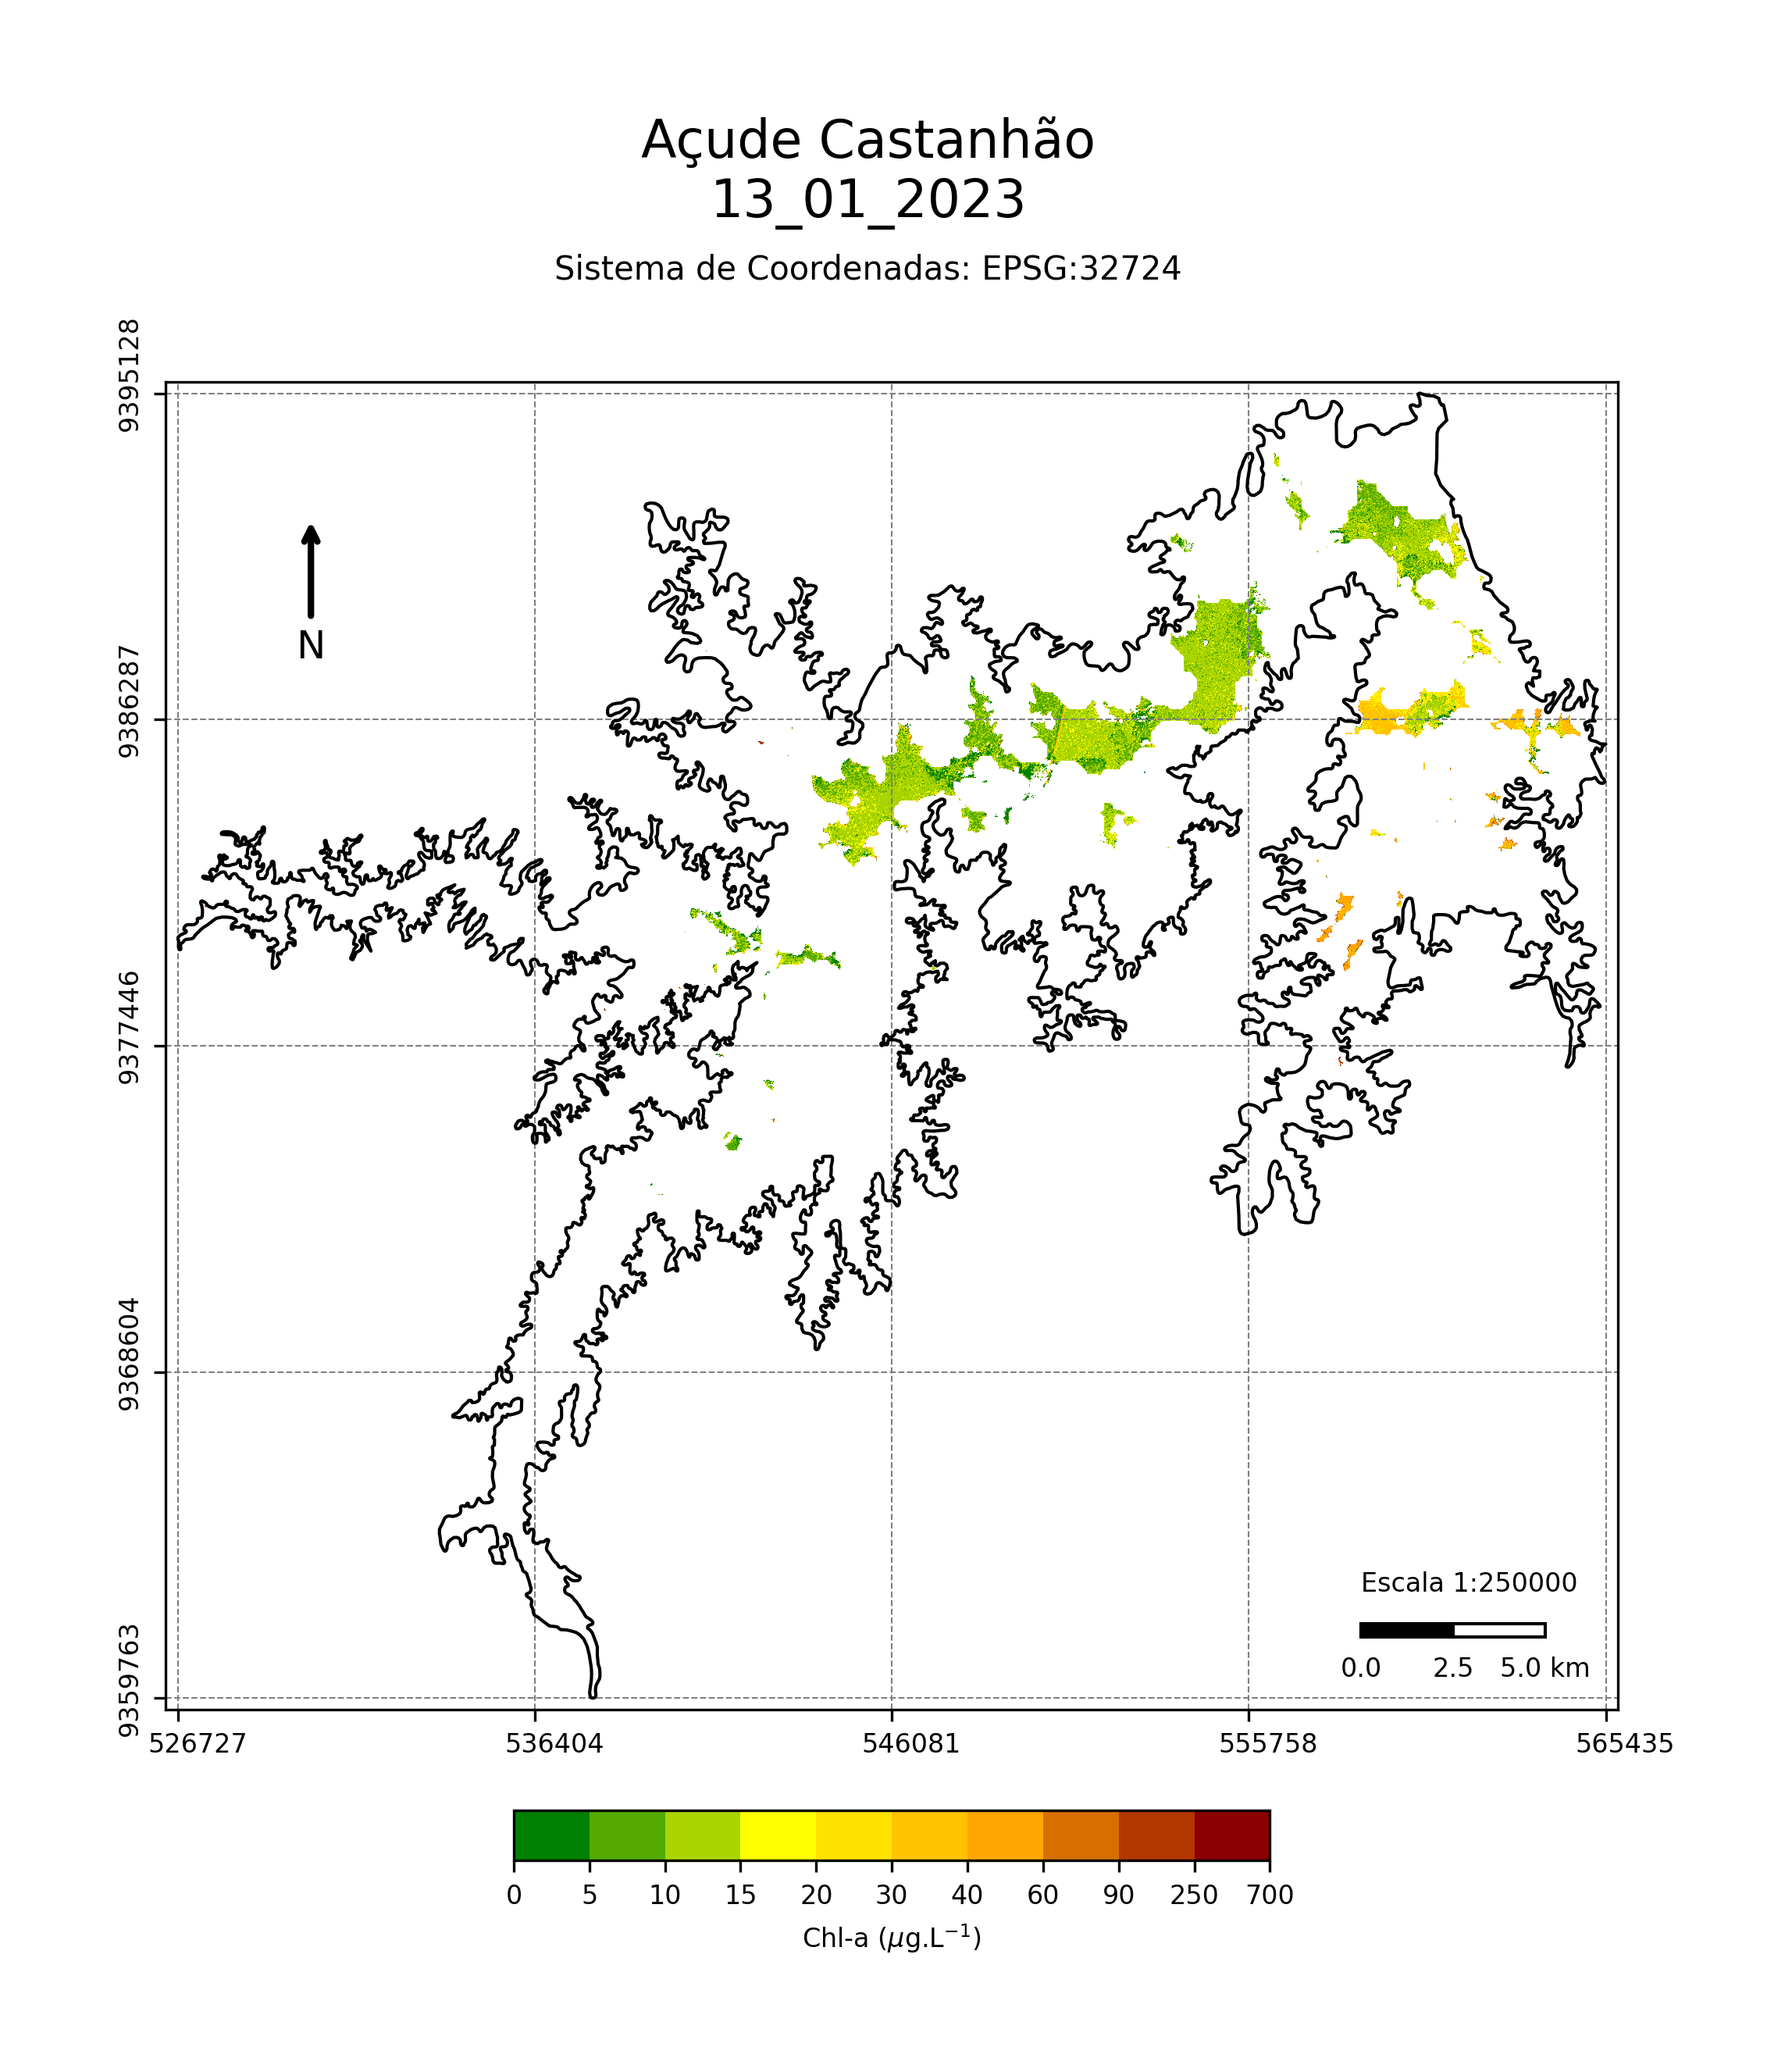 Açude Castanhão
13_01_2023
Sistema de Coordenadas: EPSG:32724
9395128
9386287
9377446
9368604
9359763
N
Escala 1:250000
0.0 2.5 5.0 km
526727 536404 546081 555758 565435
0 5 10 15 20 30 40 60 90 250 700
Chl-a (μg.L⁻¹)